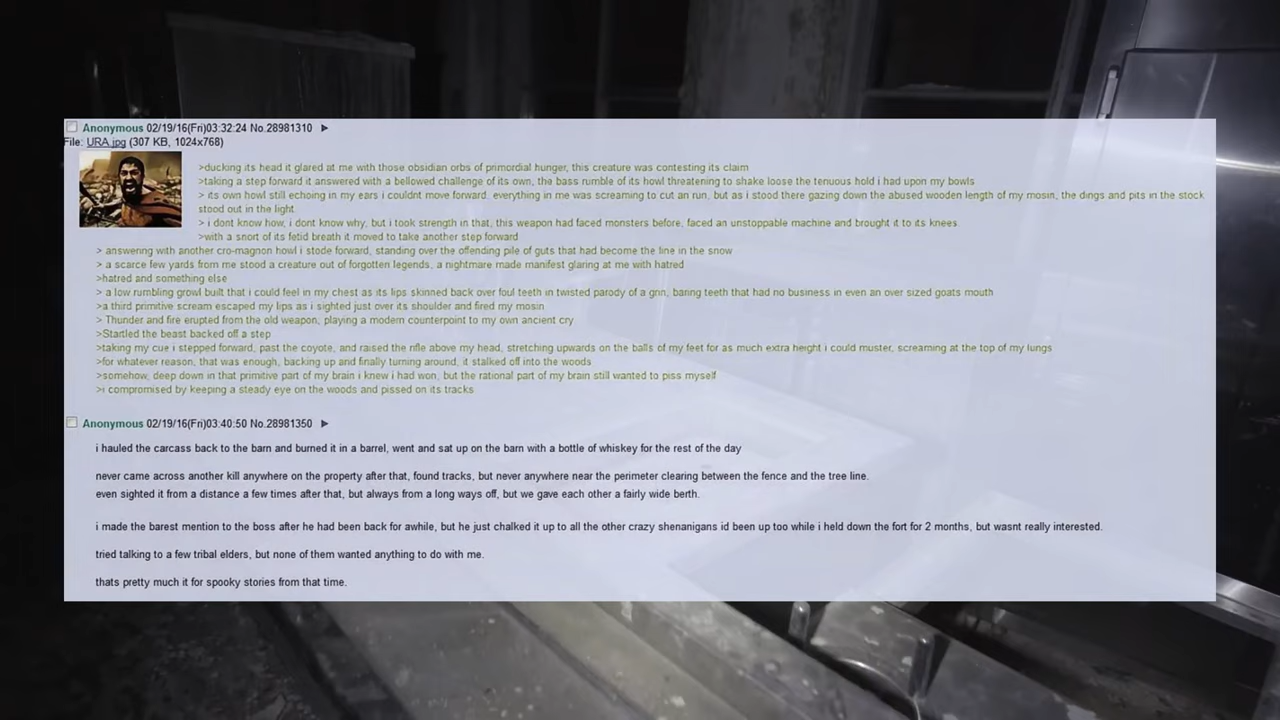 Anonymous 02/19/16(Fri)03:32:24 No.28981310 ▶
File: URA.jpg (307 KB, 1024x768)
>ducking its head it glared at me with those obsidian orbs of primordial hunger, this creature was contesting its claim
>taking a step forward it answered with a bellowed challenge of its own, the bass rumble of its howl threatening to shake loose the tenuous hold i had upon my bowls
> its own howl still echoing in my ears i couldnt move forward. everything in me was screaming to cut an run, but as i stood there gazing down the abused wooden length of my mosin, the dings and pits in the stock
stood out in the light.
> i dont know how, i dont know why, but i took strength in that, this weapon had faced monsters before, faced an unstoppable machine and brought it to its knees.
>with a snort of its fetid breath it moved to take another step forward
> answering with another cro-magnon howl i stode forward, standing over the offending pile of guts that had become the line in the snow
> a scarce few yards from me stood a creature out of forgotten legends, a nightmare made manifest glaring at me with hatred
>hatred and something else
> a low rumbling growl built that i could feel in my chest as its lips skinned back over foul teeth in twisted parody of a grin, baring teeth that had no business in even an over sized goats mouth
>a third primitive scream escaped my lips as i sighted just over its shoulder and fired my mosin
> Thunder and fire erupted from the old weapon, playing a modern counterpoint to my own ancient cry
>Startled the beast backed off a step
>taking my cue i stepped forward, past the coyote, and raised the rifle above my head, stretching upwards on the balls of my feet for as much extra height i could muster, screaming at the top of my lungs
>for whatever reason, that was enough, backing up and finally turning around, it stalked off into the woods
>somehow, deep down in that primitive part of my brain i knew i had won, but the rational part of my brain still wanted to piss myself
>i compromised by keeping a steady eye on the woods and pissed on its tracks
Anonymous 02/19/16(Fri)03:40:50 No.28981350 ▶
i hauled the carcass back to the barn and burned it in a barrel, went and sat up on the barn with a bottle of whiskey for the rest of the day
never came across another kill anywhere on the property after that, found tracks, but never anywhere near the perimeter clearing between the fence and the tree line.
even sighted it from a distance a few times after that, but always from a long ways off, but we gave each other a fairly wide berth.
i made the barest mention to the boss after he had been back for awhile, but he just chalked it up to all the other crazy shenanigans id been up too while i held down the fort for 2 months, but wasnt really interested.
tried talking to a few tribal elders, but none of them wanted anything to do with me.
thats pretty much it for spooky stories from that time.